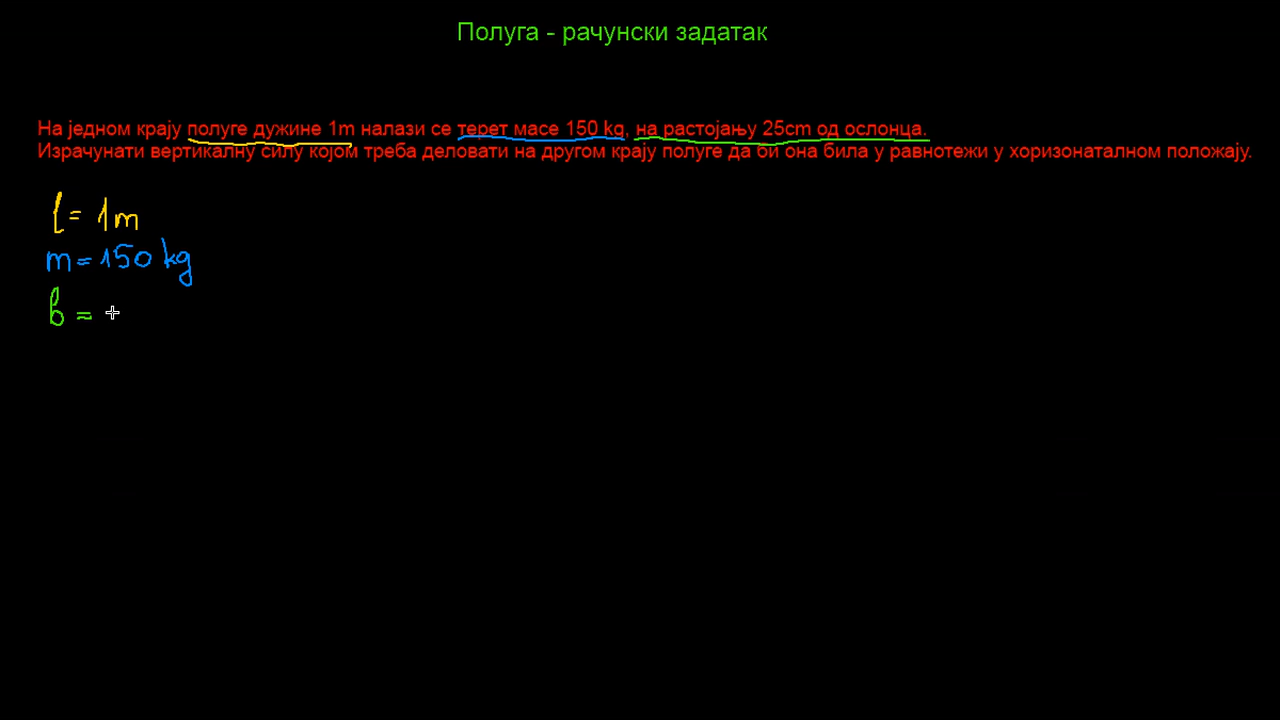 Полуга - рачунски задатак
На једном крају полуге дужине 1m налази се терет масе 150 kg, на растојању 25cm од ослонца.
Израчунати вертикалну силу којом треба деловати на другом крају полуге да би она била у равнотежи у хоризонаталном положају.
l = 1m
m = 150 kg
b =